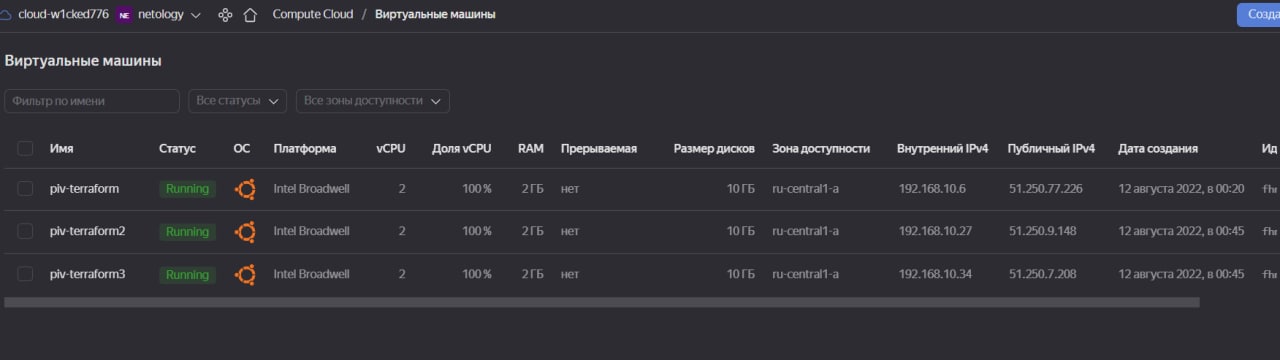 cloud-w1cked776 NE netology Compute Cloud / Виртуальные машины Созда
Виртуальные машины
Фильтр по имени Все статусы Все зоны доступности
Имя Статус ОС Платформа vCPU Доля vCPU RAM Прерываемая Размер дисков Зона доступности Внутренний IPv4 Публичный IPv4 Дата создания Ид
piv-terraform Running Intel Broadwell 2 100 % 2 ГБ нет 10 ГБ ru-central1-a 192.168.10.6 51.250.77.226 12 августа 2022, в 00:20 fhm
piv-terraform2 Running Intel Broadwell 2 100 % 2 ГБ нет 10 ГБ ru-central1-a 192.168.10.27 51.250.9.148 12 августа 2022, в 00:45 fhm
piv-terraform3 Running Intel Broadwell 2 100 % 2 ГБ нет 10 ГБ ru-central1-a 192.168.10.34 51.250.7.208 12 августа 2022, в 00:45 fhm